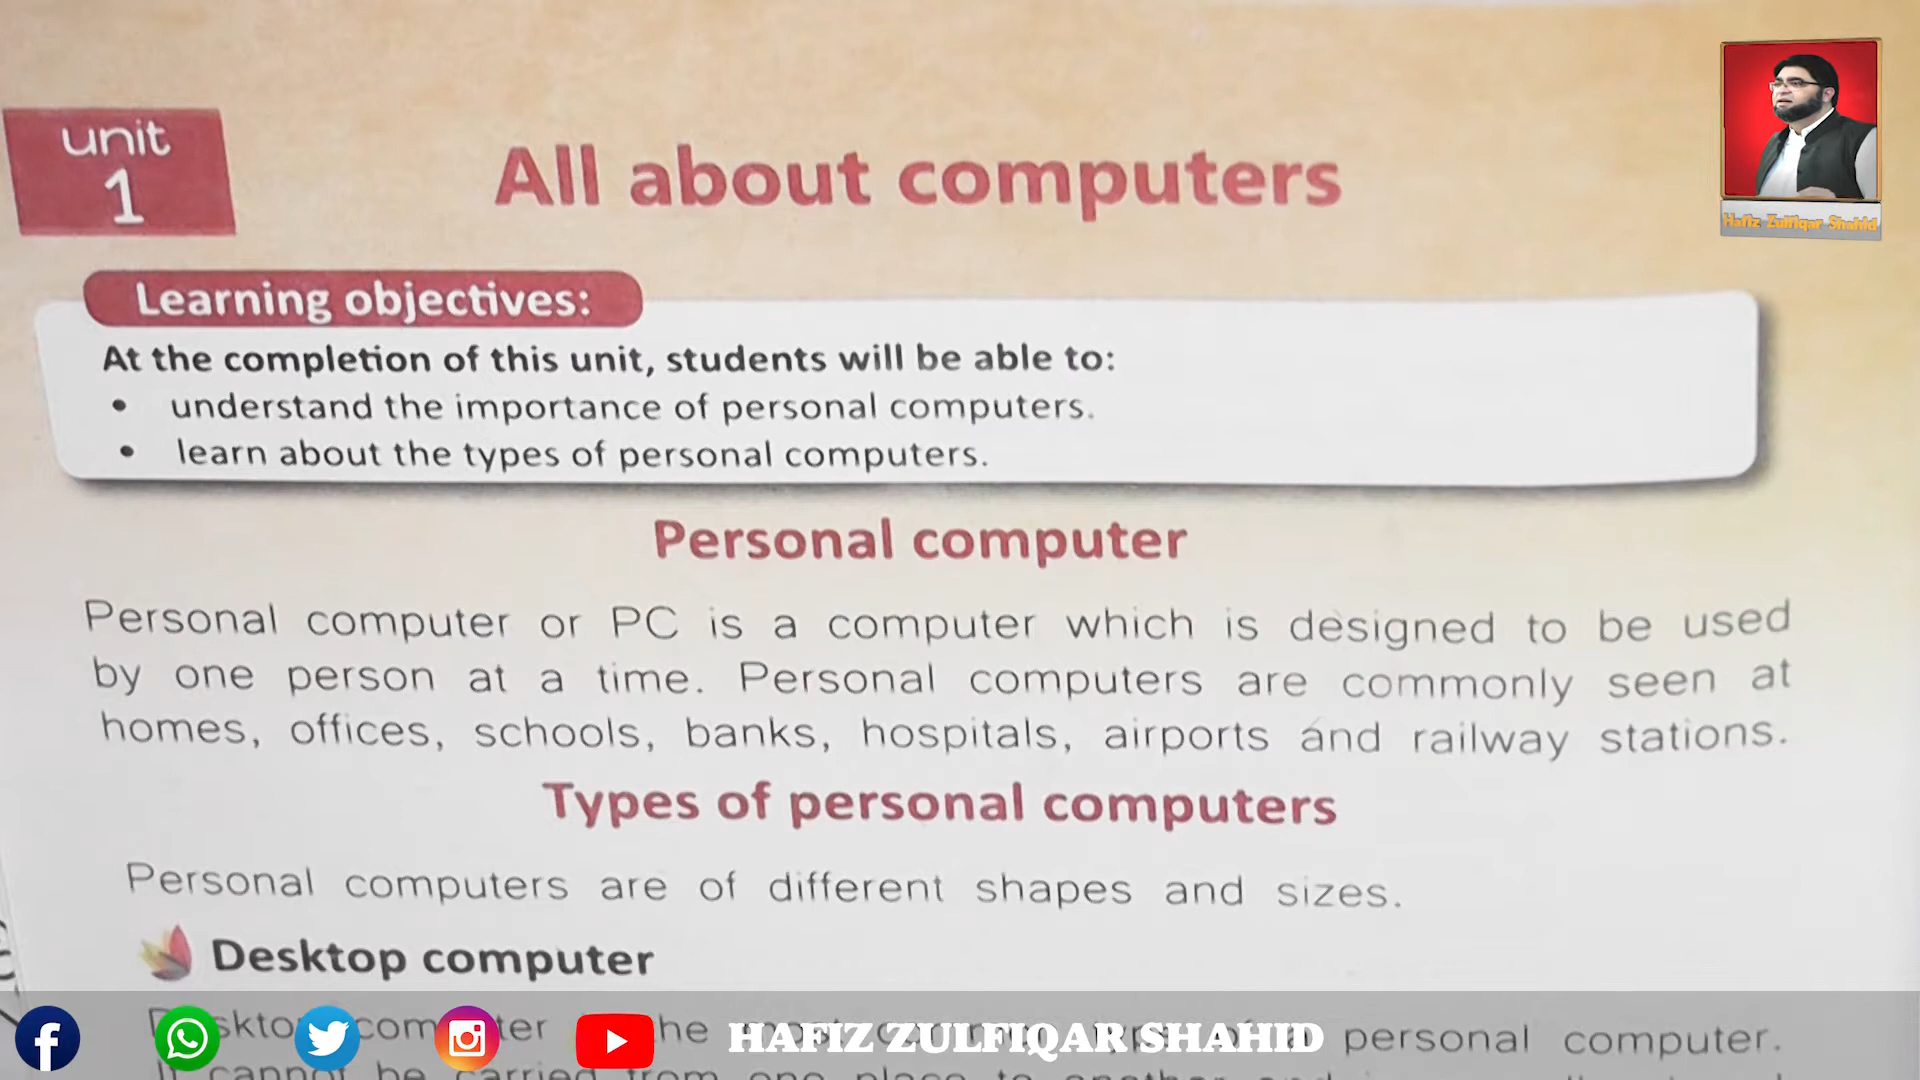 unit
1
All about computers
Hafiz Zulfiqar Shahid
Learning objectives:
At the completion of this unit, students will be able to:
• understand the importance of personal computers.
• learn about the types of personal computers.
Personal computer
Personal computer or PC is a computer which is designed to be used
by one person at a time. Personal computers are commonly seen at
homes, offices, schools, banks, hospitals, airports and railway stations.
Types of personal computers
Personal computers are of different shapes and sizes.
Desktop computer
personal computer.
HAFIZ ZULFIQAR SHAHID